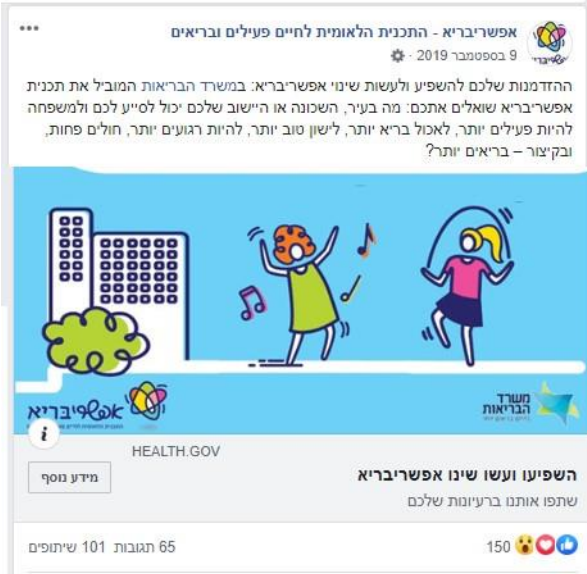 אפשריבריא - התכנית הלאומית לחיים פעילים ובריאים
9 בספטמבר 2019 ·
ההזדמנות שלכם להשפיע ולעשות שינוי אפשריבריא: במשרד הבריאות המוביל את תכנית
אפשריבריא שואלים אתכם: מה בעיר, השכונה או היישוב שלכם יכול לסייע לכם ולמשפחה
להיות פעילים יותר, לאכול בריא יותר, לישון טוב יותר, להיות רגועים יותר, חולים פחות,
ובקיצור – בריאים יותר?
אפשריבריא
משרד
הבריאות
HEALTH.GOV
השפיעו ועשו שינו אפשריבריא
מידע נוסף
שתפו אותנו ברעיונות שלכם
150
65 תגובות 101 שיתופים